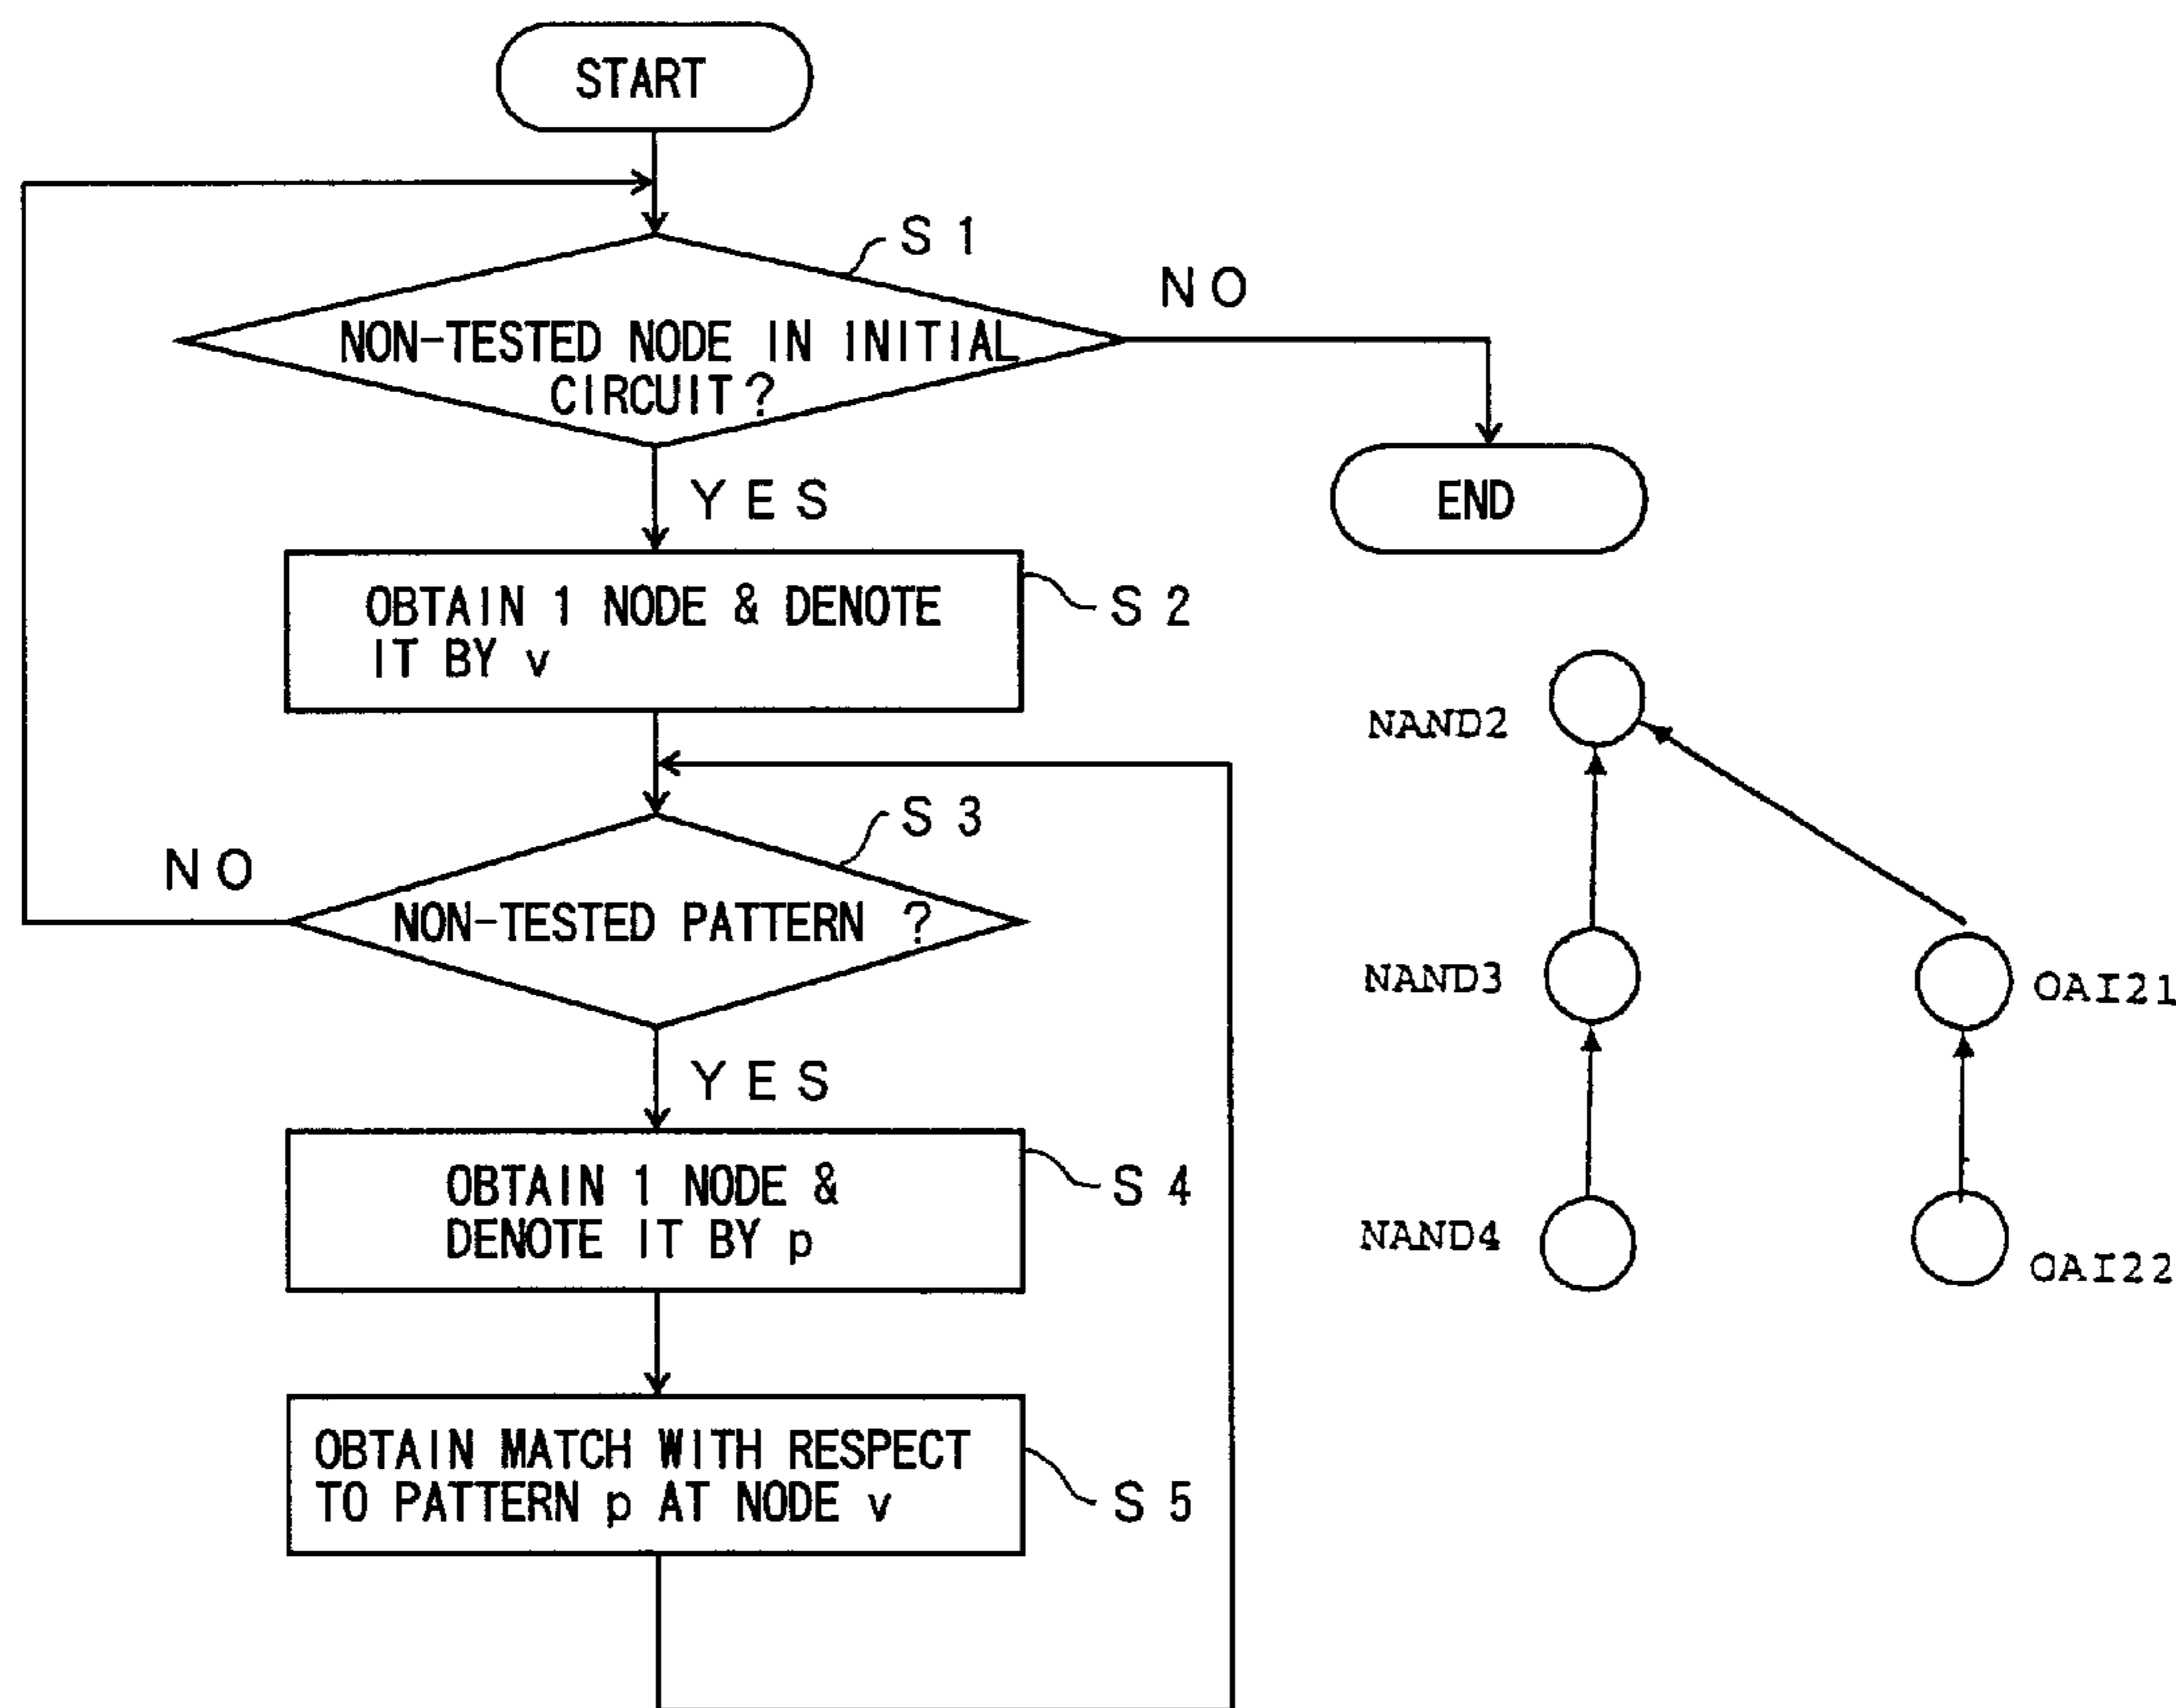 START
S 1
NO
NON-TESTED NODE IN INITIAL
CIRCUIT?
YES
END
OBTAIN 1 NODE & DENOTE
IT BY v
S 2
NAND2
S 3
NO
NON-TESTED PATTERN ?
NAND3
OAI21
YES
OBTAIN 1 NODE &
DENOTE IT BY p
S 4
NAND4
OAI22
OBTAIN MATCH WITH RESPECT
TO PATTERN p AT NODE v
S 5